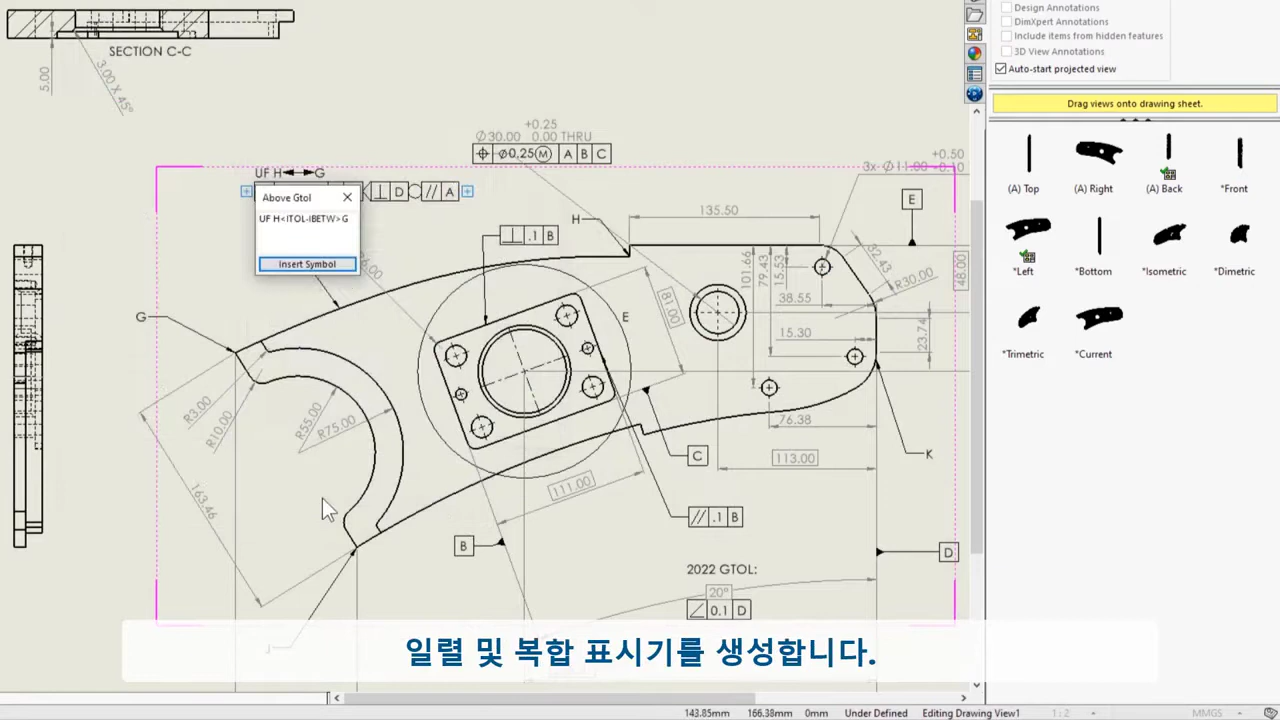 Design Annotations
DimXpert Annotations
Include items from hidden features
3D View Annotations
Auto-start projected view
Drag views onto drawing sheet.
(A) Top
(A) Right
(A) Back
*Front
*Left
*Bottom
*Isometric
*Dimetric
*Trimetric
*Current
SECTION C-C
5.00
3.00 X 45°
+0.25
Ø30.00 0.00 THRU
Ø0.25 Ⓜ A B C
+0.50
3x Ø11.00 -0.10
UF H↔G
D // A
Above Gtol
UF H<ITOL-IBETW>G
Insert Symbol
H
135.50
E
.1 B
101.66
79.43
15.53
32.43
R30.00
48.00
38.55
15.30
23.74
G
81.00
E
R3.00
R10.00
R55.00
R75.00
76.38
113.00
C
K
163.46
111.00
// .1 B
B
D
2022 GTOL:
20°
∠ 0.1 D
J
일렬 및 복합 표시기를 생성합니다.
143.85mm 166.38mm 0mm Under Defined Editing Drawing View1 1 : 2 MMGS